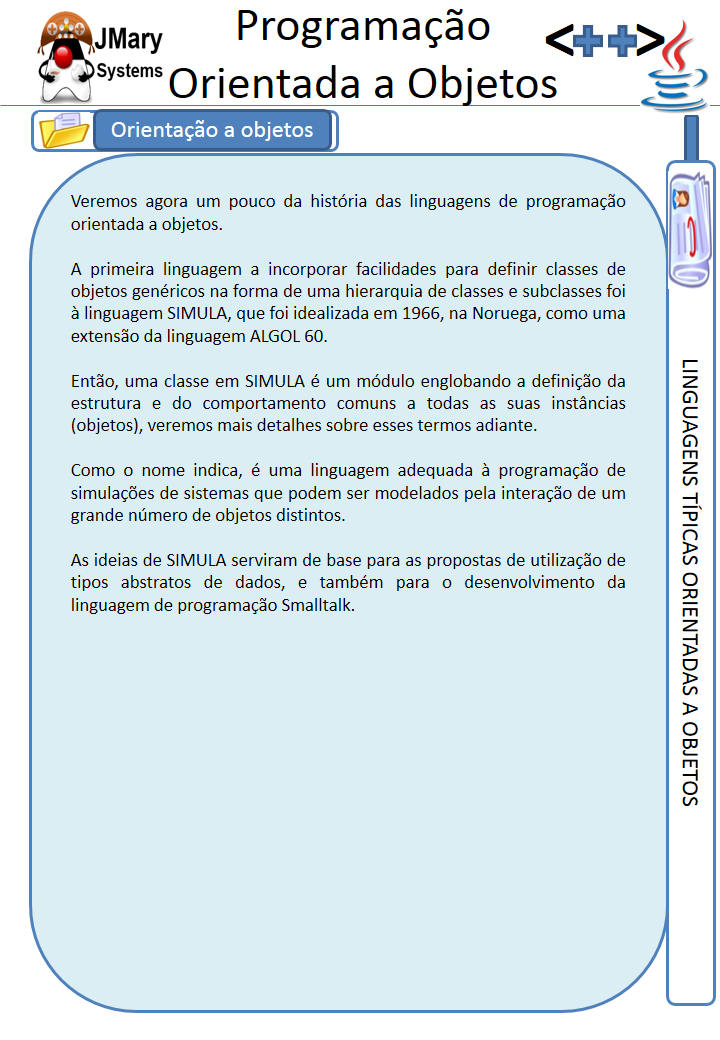 JMary
Systems
Programação
Orientada a Objetos
<++>
Orientação a objetos
Veremos agora um pouco da história das linguagens de programação
orientada a objetos.
A primeira linguagem a incorporar facilidades para definir classes de
objetos genéricos na forma de uma hierarquia de classes e subclasses foi
à linguagem SIMULA, que foi idealizada em 1966, na Noruega, como uma
extensão da linguagem ALGOL 60.
Então, uma classe em SIMULA é um módulo englobando a definição da
estrutura e do comportamento comuns a todas as suas instâncias
(objetos), veremos mais detalhes sobre esses termos adiante.
Como o nome indica, é uma linguagem adequada à programação de
simulações de sistemas que podem ser modelados pela interação de um
grande número de objetos distintos.
As ideias de SIMULA serviram de base para as propostas de utilização de
tipos abstratos de dados, e também para o desenvolvimento da
linguagem de programação Smalltalk.
LINGUAGENS TÍPICAS ORIENTADAS A OBJETOS